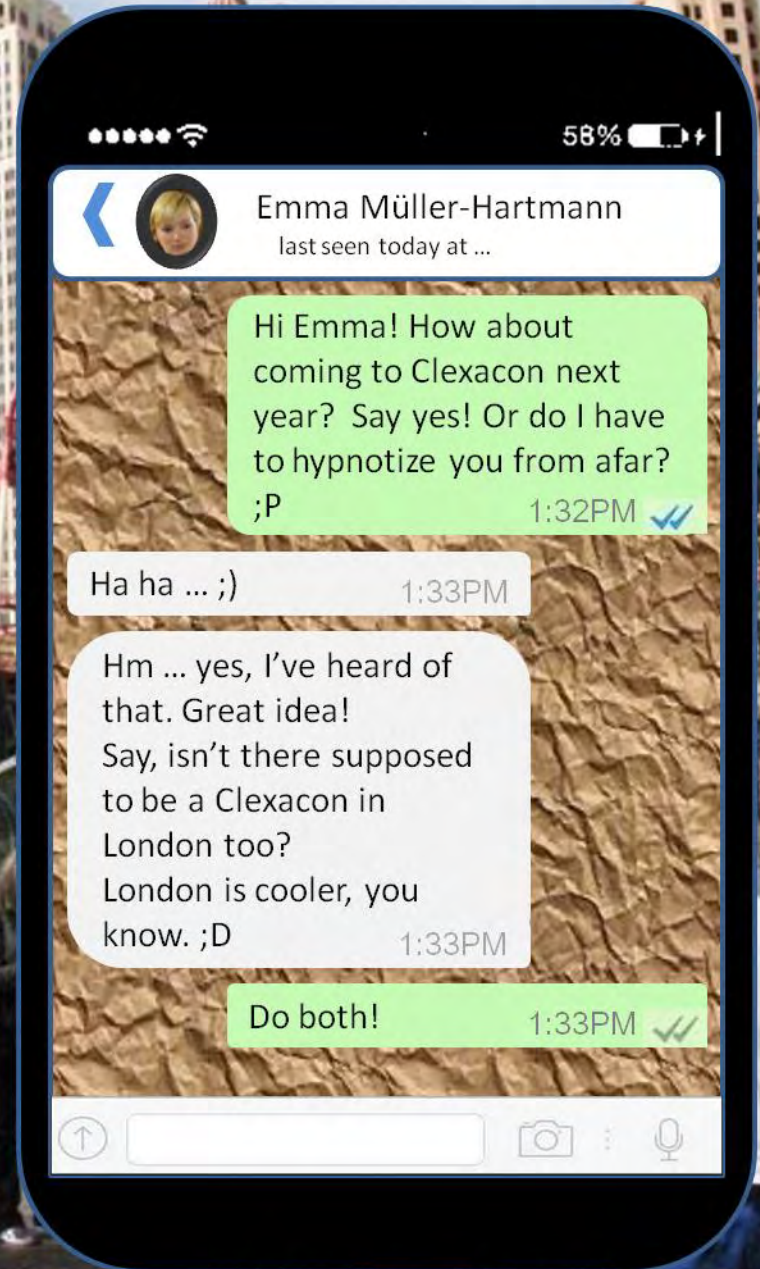 58%
Emma Müller-Hartmann
last seen today at ...
Hi Emma! How about
coming to Clexacon next
year? Say yes! Or do I have
to hypnotize you from afar?
;P 1:32PM
Ha ha ... ;) 1:33PM
Hm ... yes, I've heard of
that. Great idea!
Say, isn't there supposed
to be a Clexacon in
London too?
London is cooler, you
know. ;D 1:33PM
Do both! 1:33PM